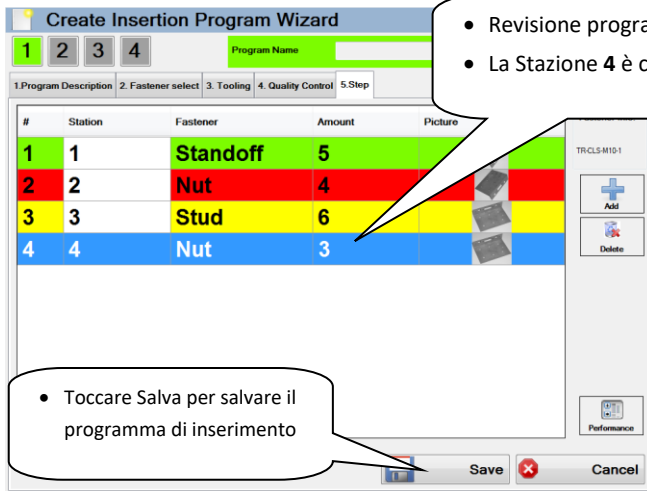 Create Insertion Program Wizard
1 2 3 4
Program Name
1.Program Description 2. Fastener select 3. Tooling 4. Quality Control 5.Step
• Revisione
• La Stazione 4 è
# Station Fastener Amount Picture
1 1 Standoff 5
2 2 Nut 4
3 3 Stud 6
4 4 Nut 3
TR-CLS-M10-1
Add
Delete
Performance
• Toccare Salva per salvare il
programma di inserimento
Save Cancel